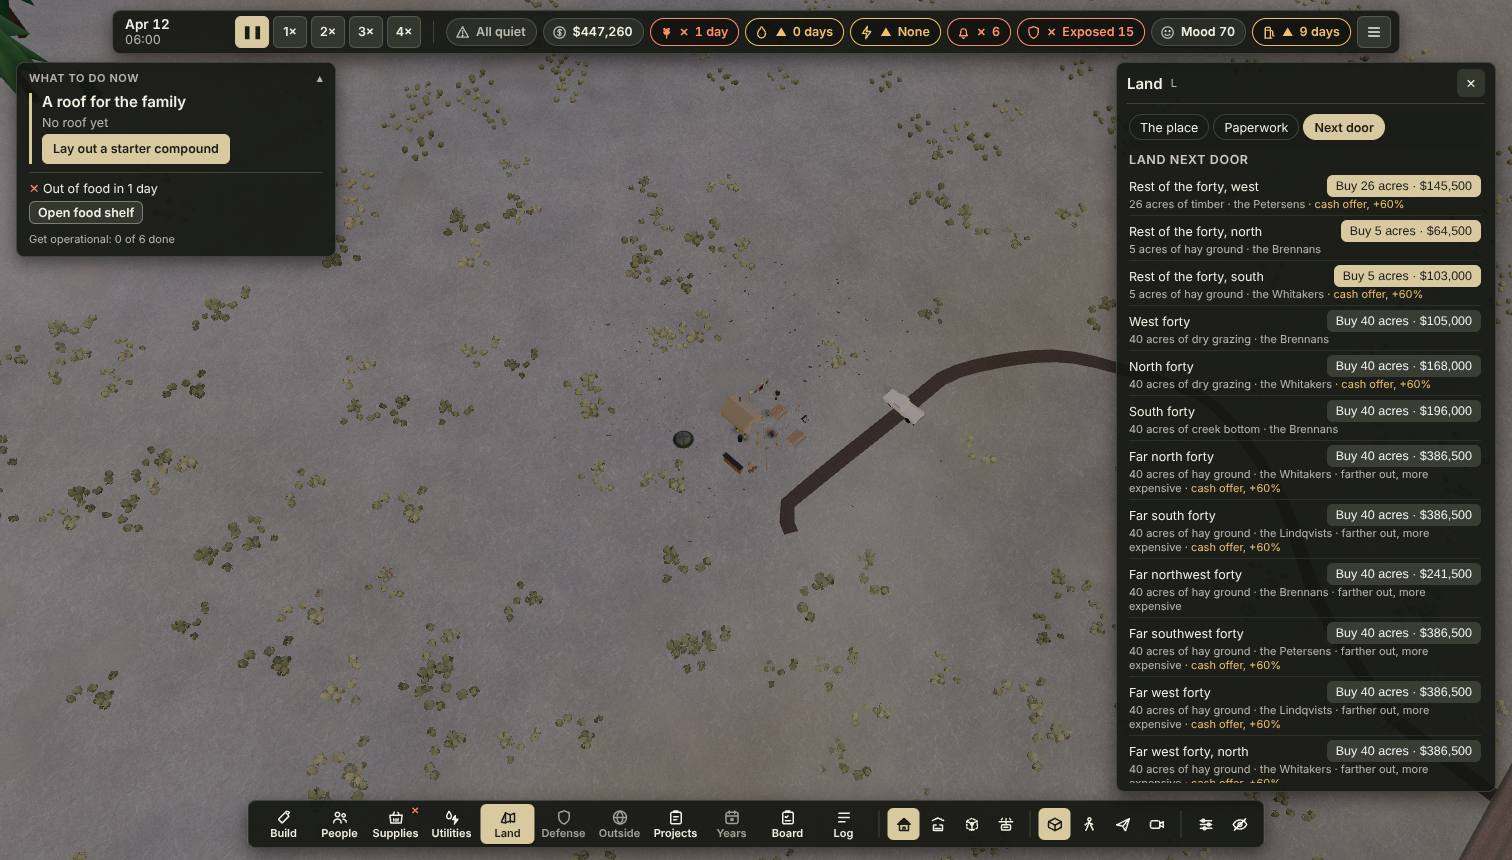 Apr 12
06:00
1×
2×
3×
4×
All quiet
$447,260
× 1 day
▲ 0 days
▲ None
× 6
× Exposed 15
Mood 70
▲ 9 days
WHAT TO DO NOW
A roof for the family
No roof yet
Lay out a starter compound
× Out of food in 1 day
Open food shelf
Get operational: 0 of 6 done
Land L
The place
Paperwork
Next door
LAND NEXT DOOR
Rest of the forty, west
Buy 26 acres · $145,500
26 acres of timber · the Petersens · cash offer, +60%
Rest of the forty, north
Buy 5 acres · $64,500
5 acres of hay ground · the Brennans
Rest of the forty, south
Buy 5 acres · $103,000
5 acres of hay ground · the Whitakers · cash offer, +60%
West forty
Buy 40 acres · $105,000
40 acres of dry grazing · the Brennans
North forty
Buy 40 acres · $168,000
40 acres of dry grazing · the Whitakers · cash offer, +60%
South forty
Buy 40 acres · $196,000
40 acres of creek bottom · the Brennans
Far north forty
Buy 40 acres · $386,500
40 acres of hay ground · the Whitakers · farther out, more
expensive · cash offer, +60%
Far south forty
Buy 40 acres · $386,500
40 acres of hay ground · the Lindqvists · farther out, more
expensive · cash offer, +60%
Far northwest forty
Buy 40 acres · $241,500
40 acres of hay ground · the Brennans · farther out, more
expensive
Far southwest forty
Buy 40 acres · $386,500
40 acres of hay ground · the Petersens · farther out, more
expensive · cash offer, +60%
Far west forty
Buy 40 acres · $386,500
40 acres of hay ground · the Lindqvists · farther out, more
expensive · cash offer, +60%
Far west forty, north
Buy 40 acres · $386,500
40 acres of hay ground · the Whitakers · farther out, more
expensive · cash offer, +60%
Build
People
Supplies
Utilities
Land
Defense
Outside
Projects
Years
Board
Log